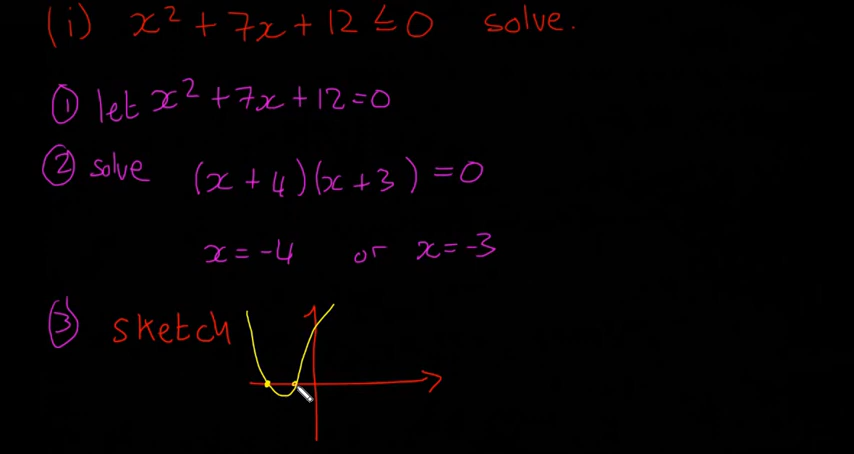 (i) x² + 7x + 12 ≤ 0 solve.
① let x² + 7x + 12 = 0
② solve (x + 4)(x + 3) = 0
x = -4 or x = -3
③ sketch